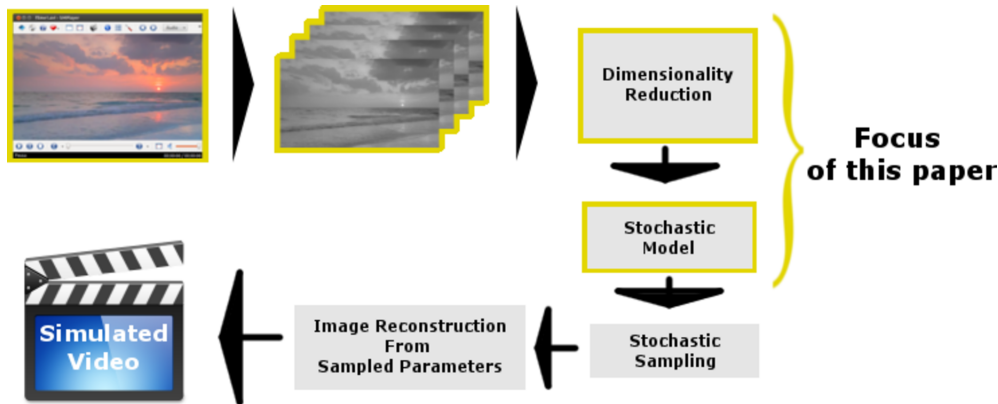 Dimensionality
Reduction
Focus
of this paper
Stochastic
Model
Stochastic
Sampling
Image Reconstruction
From
Sampled Parameters
Simulated
Video